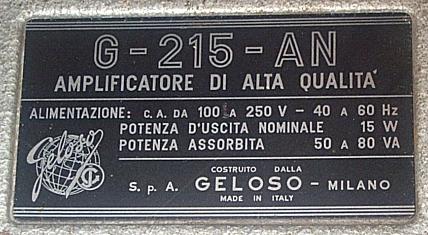 G-215-AN
AMPLIFICATORE DI ALTA QUALITA'
ALIMENTAZIONE: C.A. DA 100 A 250 V - 40 A 60 Hz
POTENZA D'USCITA NOMINALE 15 W
POTENZA ASSORBITA 50 A 80 VA
Geloso
COSTRUITO DALLA
S.p.A. GELOSO - MILANO
MADE IN ITALY